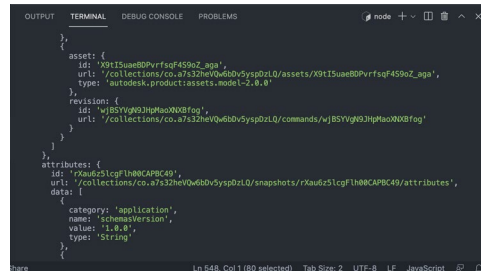 OUTPUT TERMINAL DEBUG CONSOLE PROBLEMS node
},
{
asset: {
id: 'X9tI5uaeBDPvrfsqF4S9oZ_aga',
url: '/collections/co.a7s32heVQw6bDv5yspDzLQ/assets/X9tI5uaeBDPvrfsqF4S9oZ_aga',
type: 'autodesk.product:assets.model-2.0.0'
},
revision: {
id: 'wjBSYVgN9JHpMaoXNXBfog',
url: '/collections/co.a7s32heVQw6bDv5yspDzLQ/commands/wjBSYVgN9JHpMaoXNXBfog'
}
}
]
},
attributes: {
id: 'rXau6z5lcgFlh00CAPBC49',
url: '/collections/co.a7s32heVQw6bDv5yspDzLQ/snapshots/rXau6z5lcgFlh00CAPBC49/attributes',
data: [
{
category: 'application',
name: 'schemasVersion',
value: '1.0.0',
type: 'String'
},
{
Share Ln 548, Col 1 (80 selected) Tab Size: 2 UTF-8 LF JavaScript